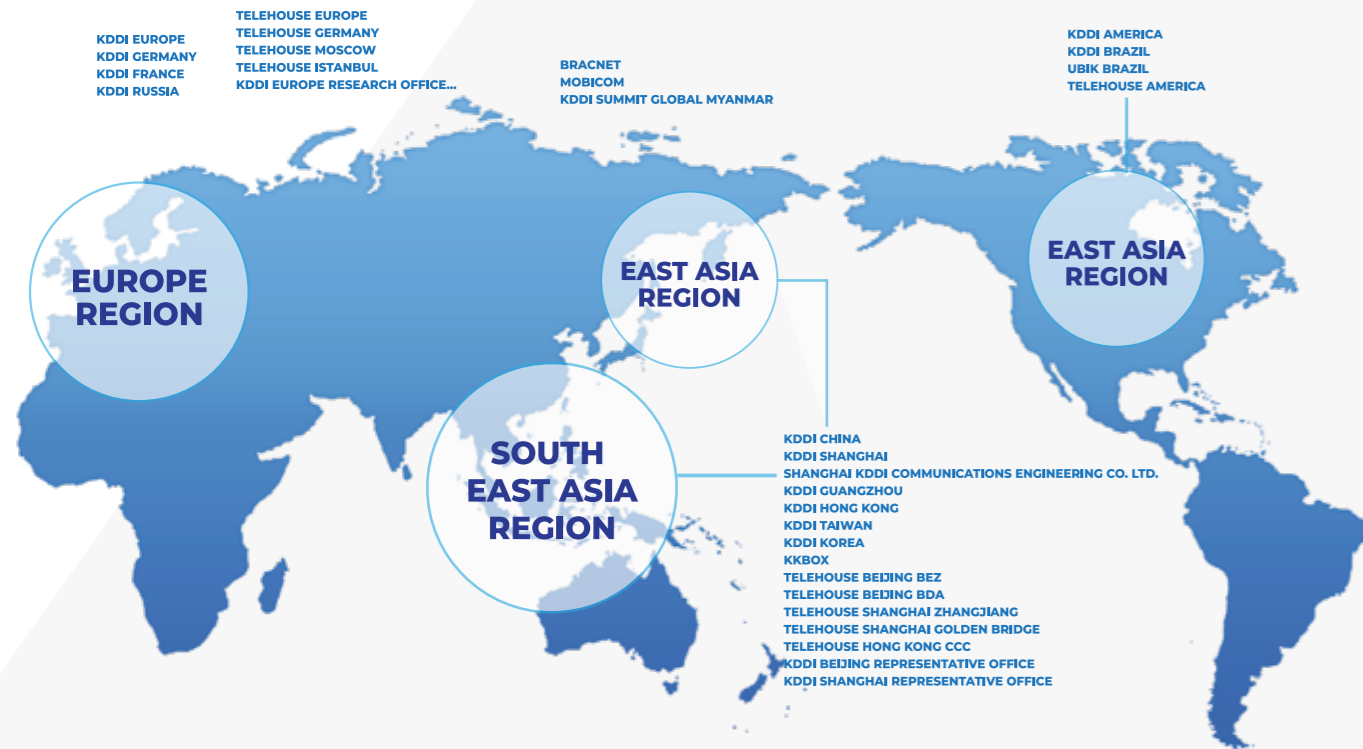 KDDI EUROPE
KDDI GERMANY
KDDI FRANCE
KDDI RUSSIA
TELEHOUSE EUROPE
TELEHOUSE GERMANY
TELEHOUSE MOSCOW
TELEHOUSE ISTANBUL
KDDI EUROPE RESEARCH OFFICE...
BRACNET
MOBICOM
KDDI SUMMIT GLOBAL MYANMAR
KDDI AMERICA
KDDI BRAZIL
UBIK BRAZIL
TELEHOUSE AMERICA
EUROPE
REGION
EAST ASIA
REGION
EAST ASIA
REGION
SOUTH
EAST ASIA
REGION
KDDI CHINA
KDDI SHANGHAI
SHANGHAI KDDI COMMUNICATIONS ENGINEERING CO. LTD.
KDDI GUANGZHOU
KDDI HONG KONG
KDDI TAIWAN
KDDI KOREA
KKBOX
TELEHOUSE BEIJING BEZ
TELEHOUSE BEIJING BDA
TELEHOUSE SHANGHAI ZHANGJIANG
TELEHOUSE SHANGHAI GOLDEN BRIDGE
TELEHOUSE HONG KONG CCC
KDDI BEIJING REPRESENTATIVE OFFICE
KDDI SHANGHAI REPRESENTATIVE OFFICE